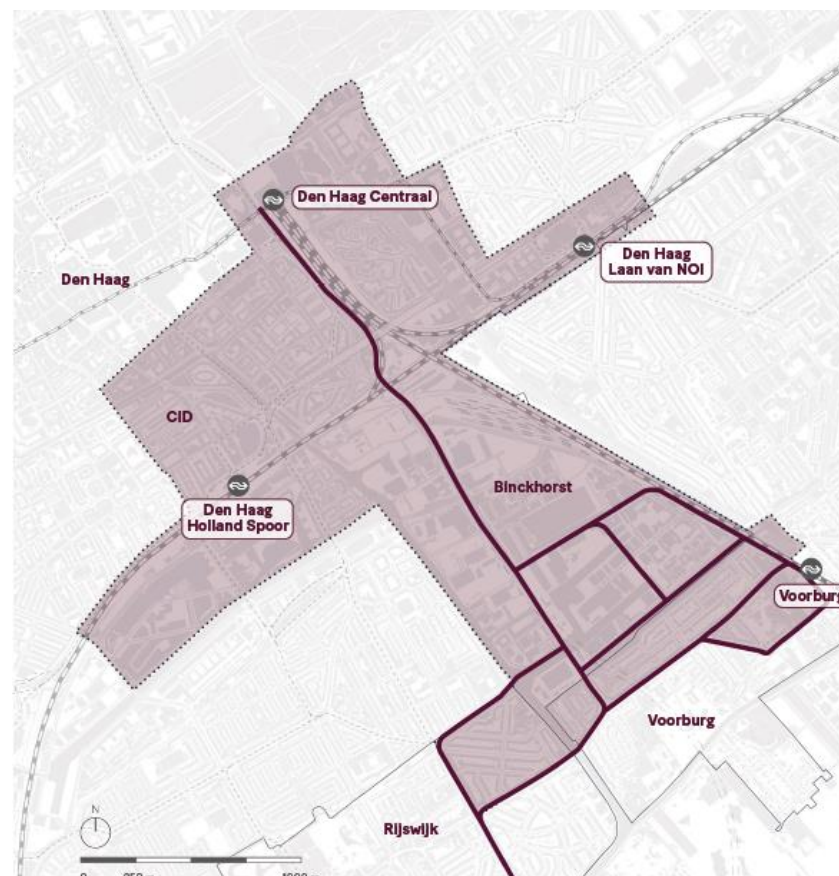 Den Haag Centraal
Den Haag
Laan van NOI
Den Haag
CID
Binckhorst
Den Haag
Holland Spoor
Voorburg
Voorburg
Rijswijk
N